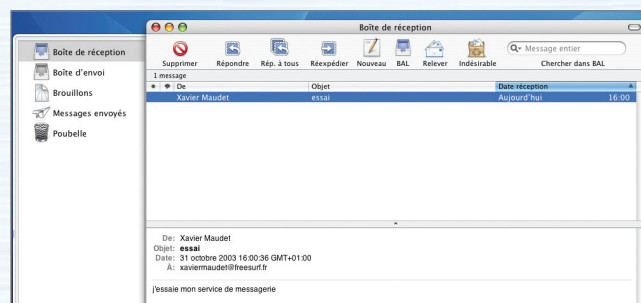 Boîte de réception
Boîte d'envoi
Brouillons
Messages envoyés
Poubelle
Boîte de réception
Supprimer Répondre Rép. à tous Réexpédier Nouveau BAL Relever Indésirable Chercher dans BAL
Message entier
1 message
De Objet Date réception
Xavier Maudet essai Aujourd'hui 16:00
De: Xavier Maudet
Objet: essai
Date: 31 octobre 2003 16:00:36 GMT+01:00
À: xaviermaudet@freesurf.fr
j'essaie mon service de messagerie